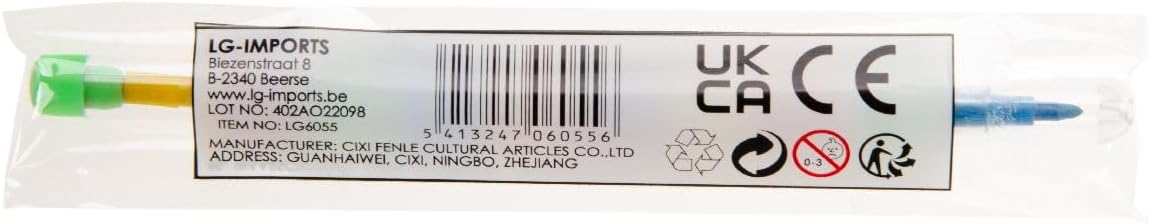 LG-IMPORTS
Biezenstraat 8
B-2340 Beerse
www.lg-imports.be
LOT NO: 402AO22098
ITEM NO: LG6055
5 413247 060556
UK
CA
CE
MANUFACTURER: CIXI FENLE CULTURAL ARTICLES CO.,LTD
ADDRESS: GUANHAIWEI, CIXI, NINGBO, ZHEJIANG
0-3